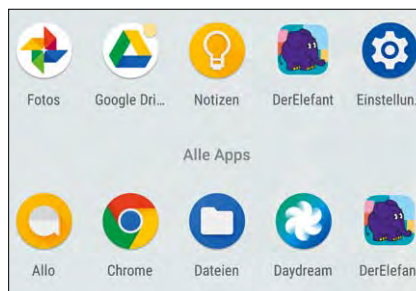 Fotos Google Dri... Notizen DerElefant Einstellun.
Alle Apps
Allo Chrome Dateien Daydream DerElefan